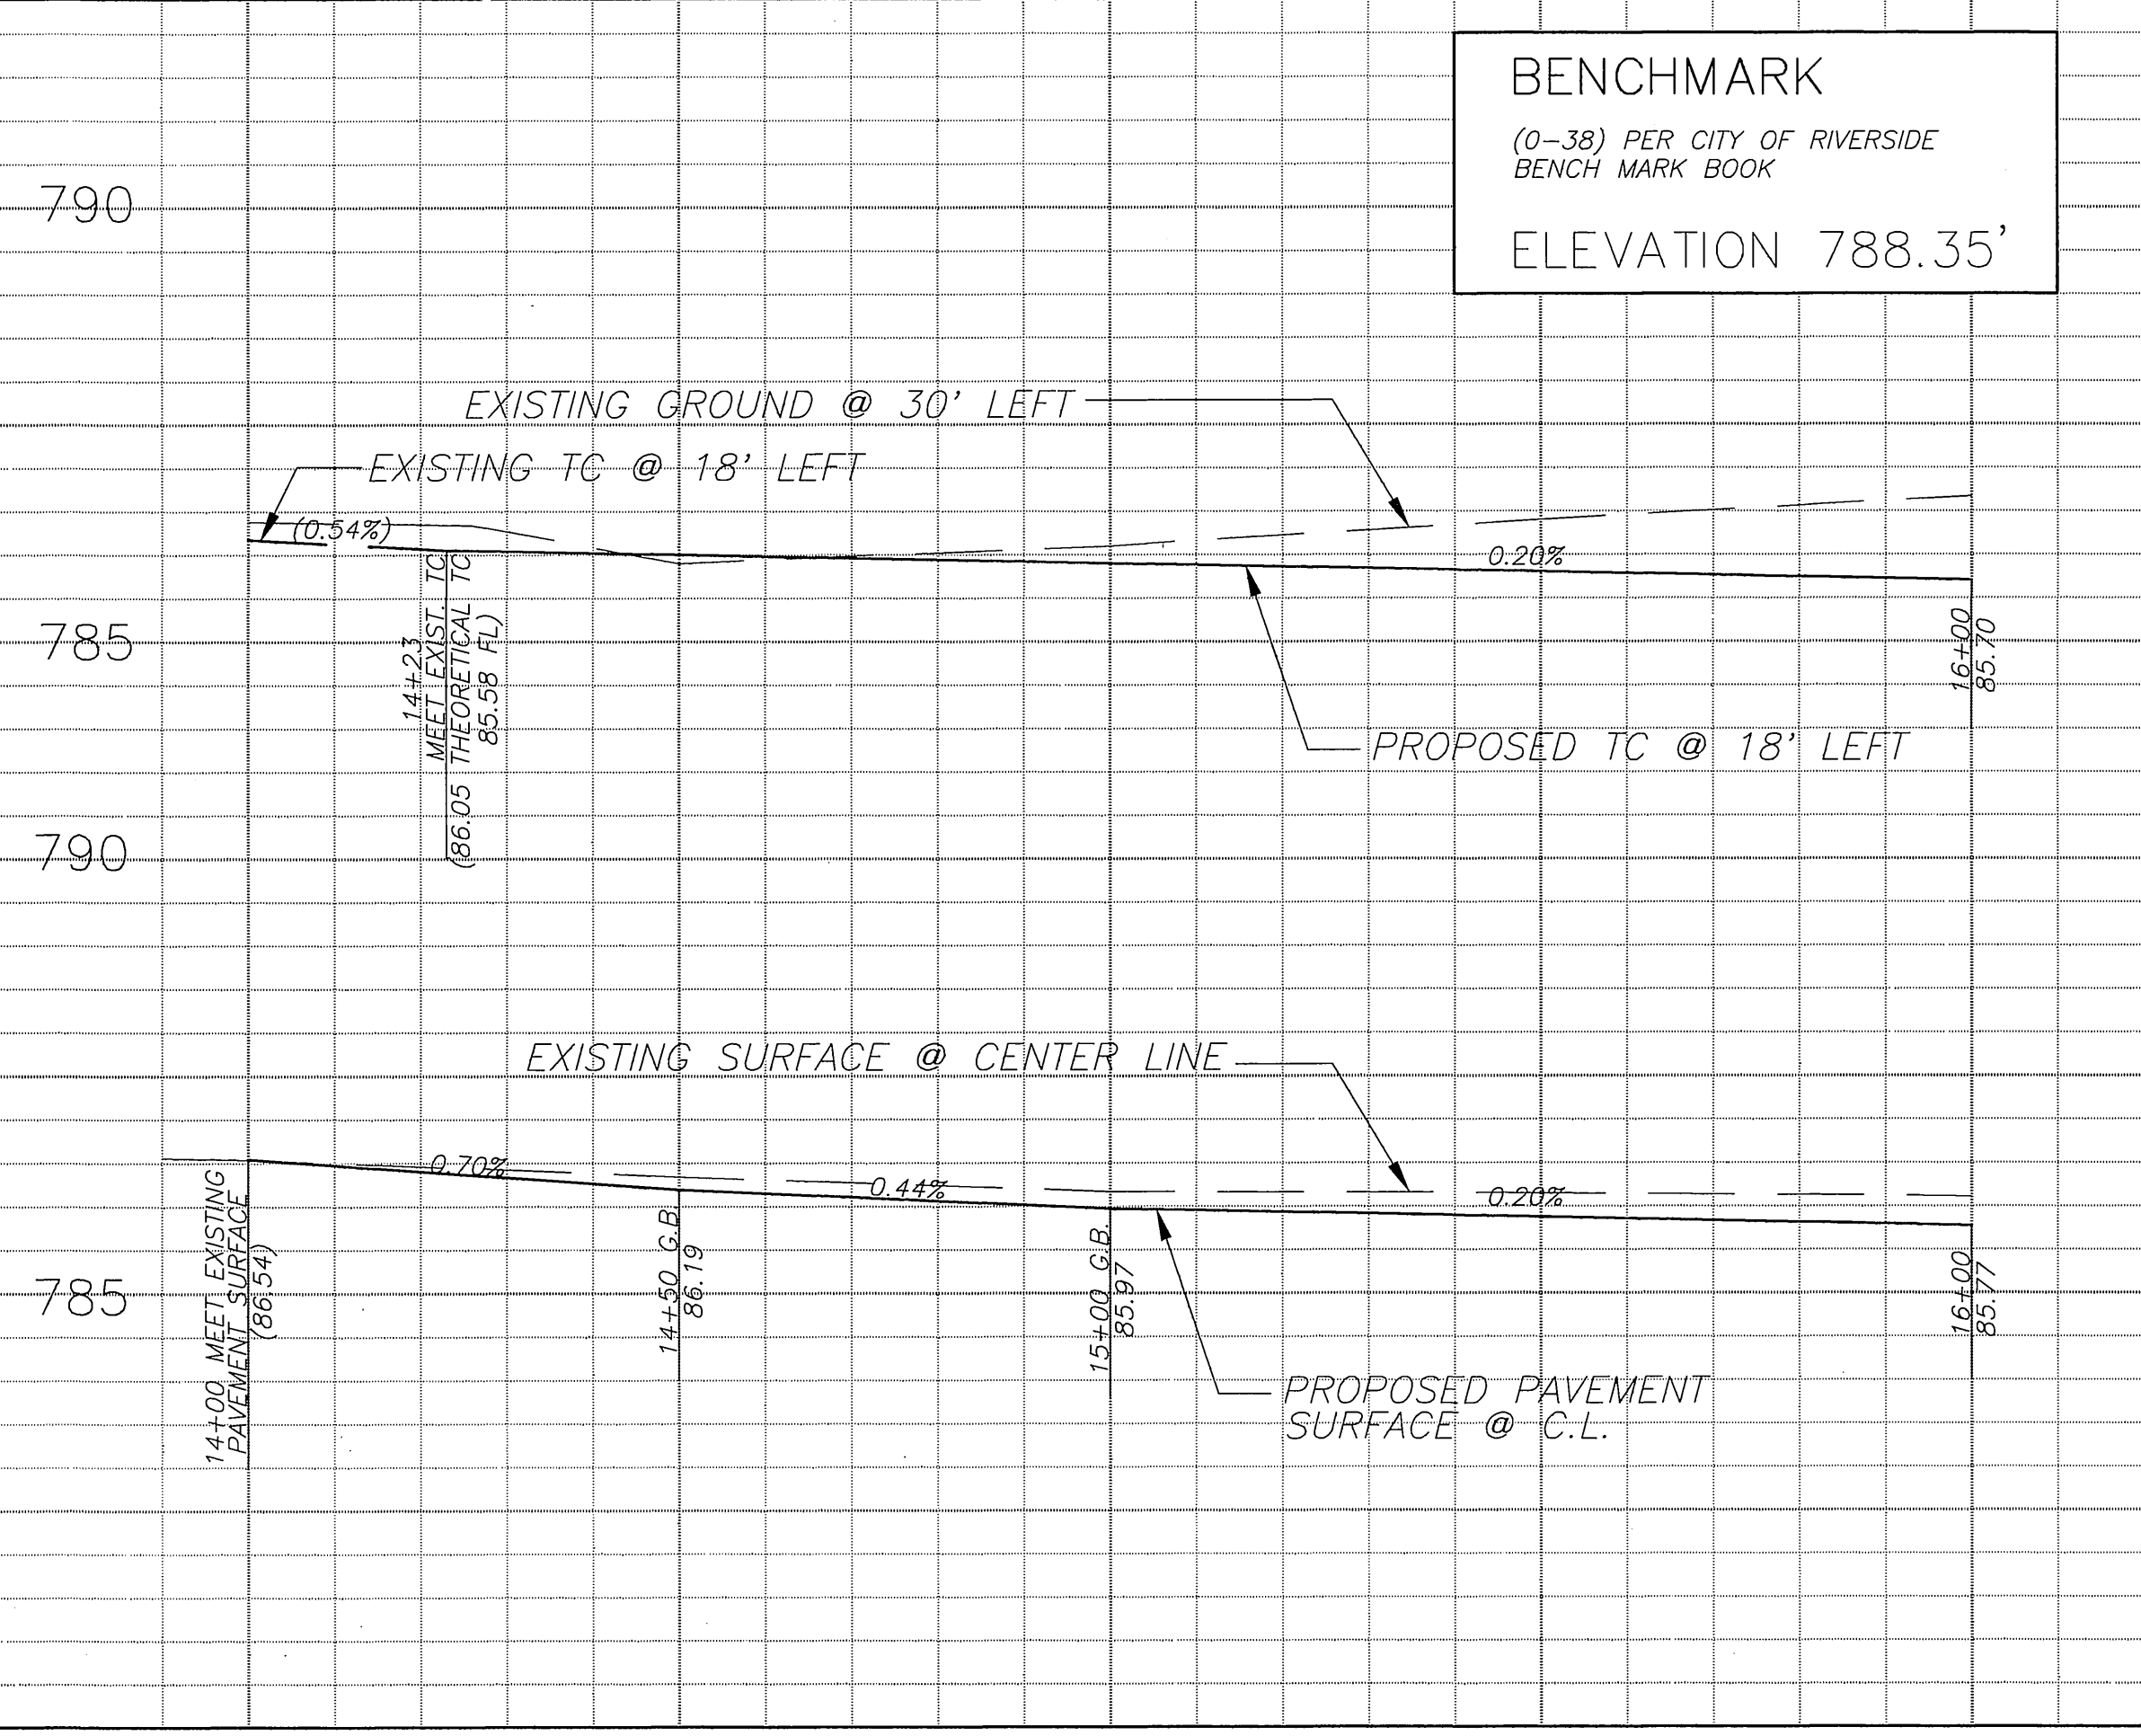 BENCHMARK
(0-38) PER CITY OF RIVERSIDE
BENCH MARK BOOK
ELEVATION 788.35'
790
EXISTING GROUND @ 30' LEFT
EXISTING TC @ 18' LEFT
(0.54%)
0.20%
785
14+23
MEET EXIST. TC
(86.05 THEORETICAL TC
85.58 FL)
16+00
85.70
PROPOSED TC @ 18' LEFT
790
EXISTING SURFACE @ CENTER LINE
0.70%
0.44%
0.20%
785
14+00 MEET EXISTING
PAVEMENT SURFACE
(86.54)
14+50 G.B.
86.19
15+00 G.B.
85.97
16+00
85.77
PROPOSED PAVEMENT
SURFACE @ C.L.